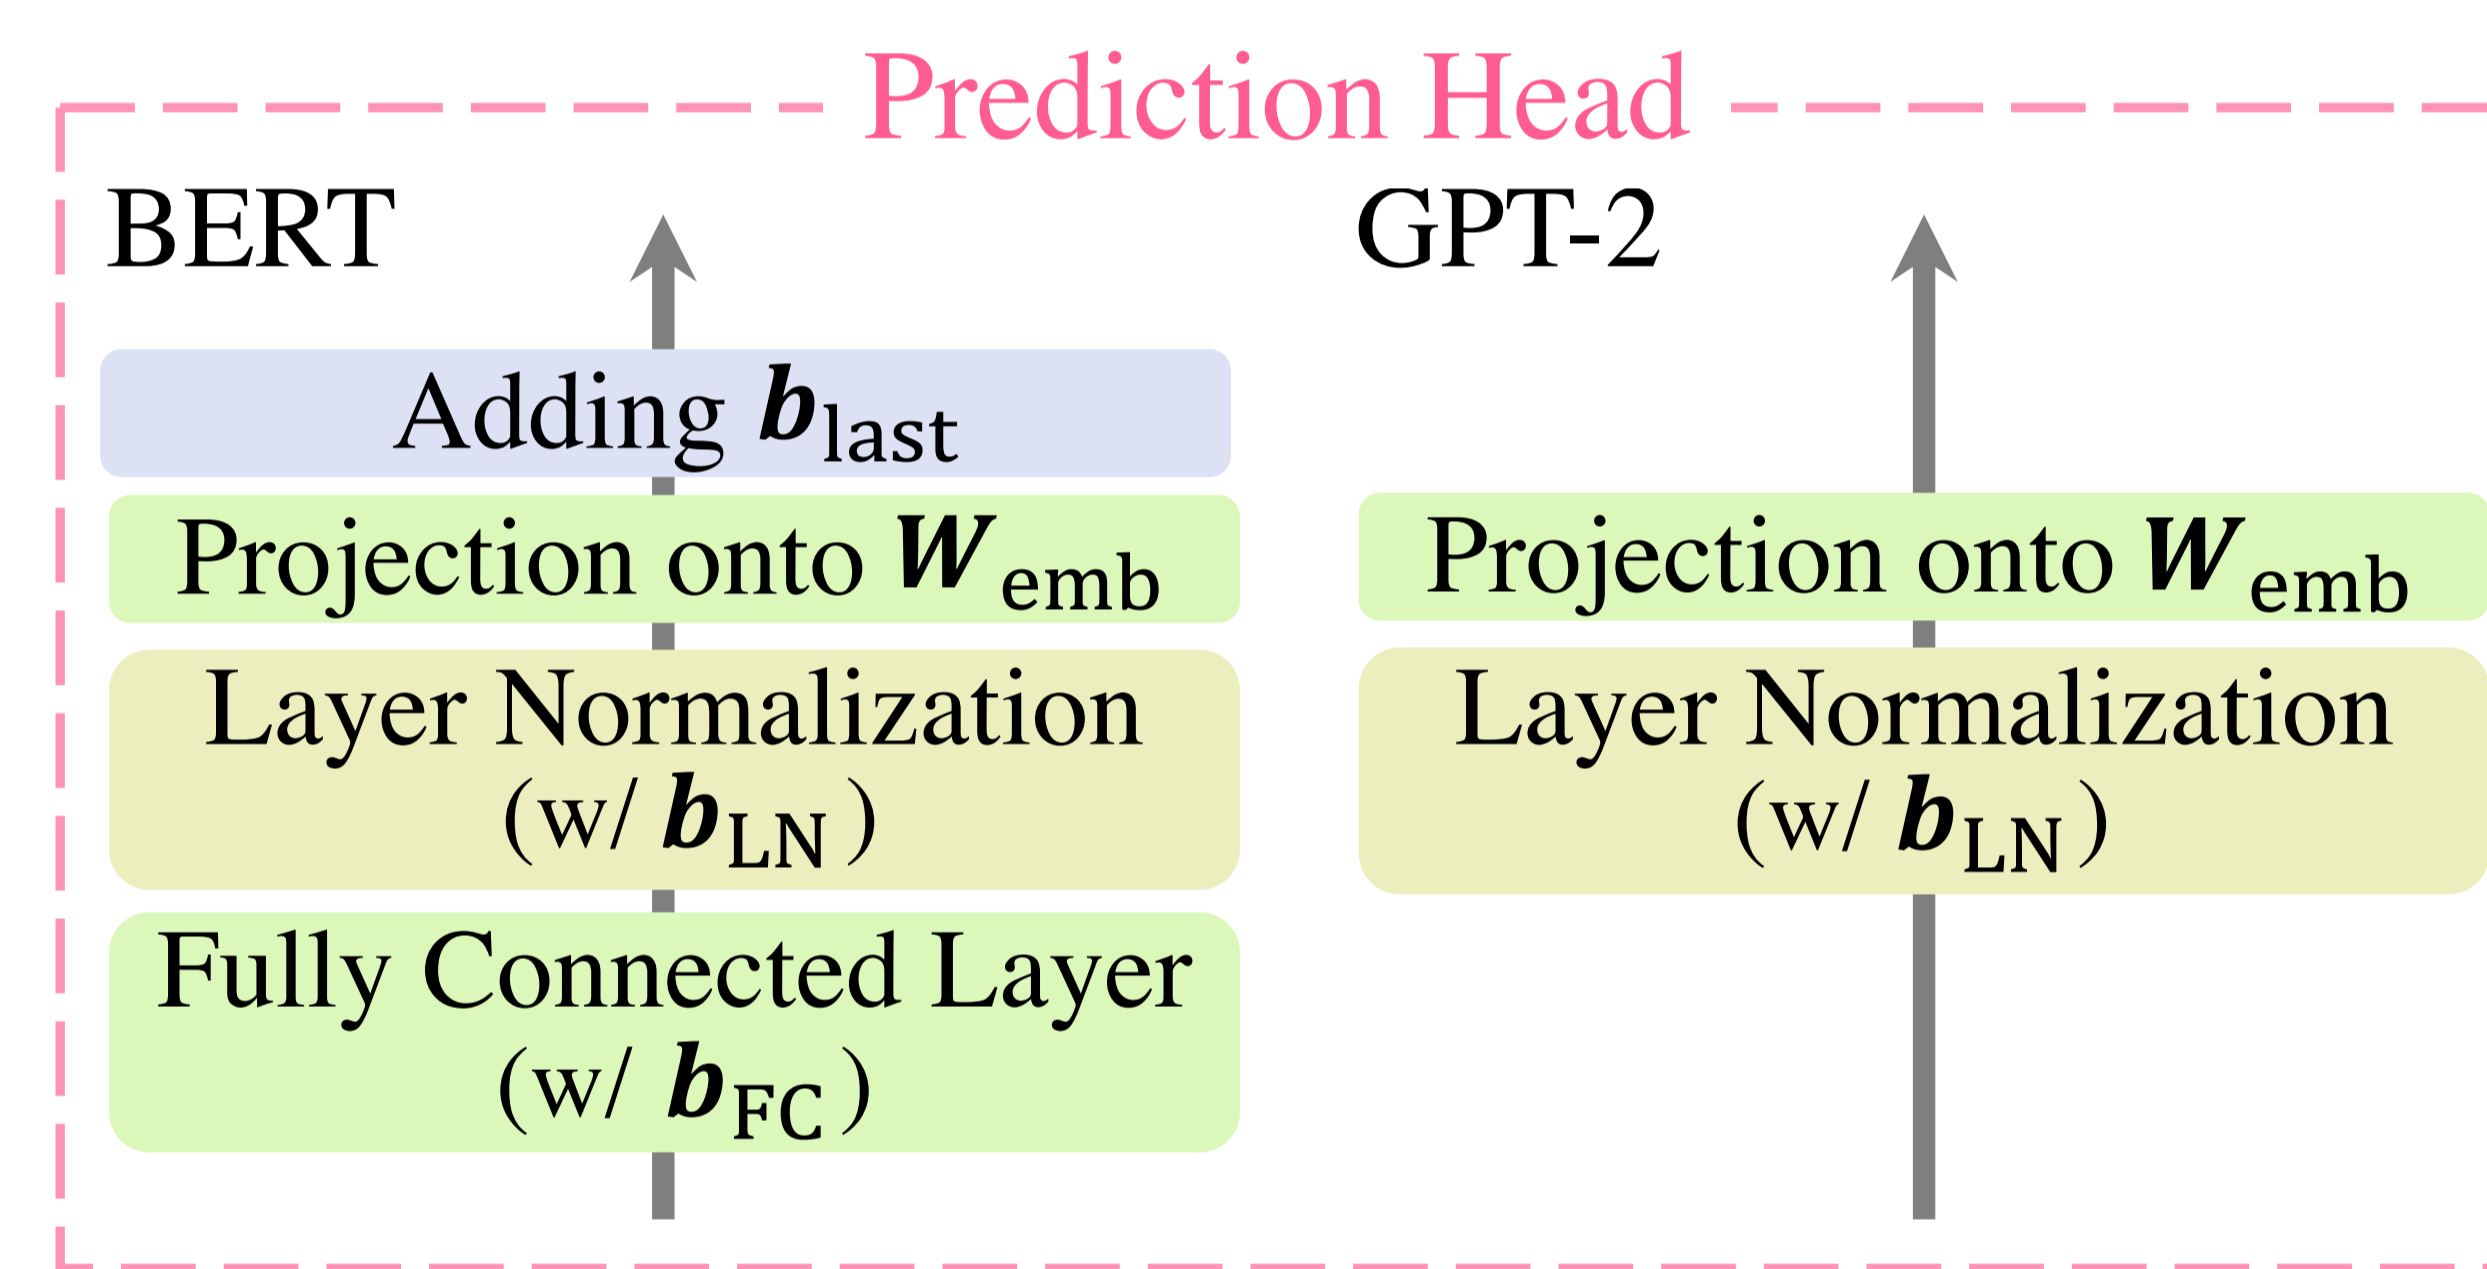 Prediction Head
BERT
Adding b_last
Projection onto W_emb
Layer Normalization
(w/ b_LN)
Fully Connected Layer
(w/ b_FC)
GPT-2
Projection onto W_emb
Layer Normalization
(w/ b_LN)